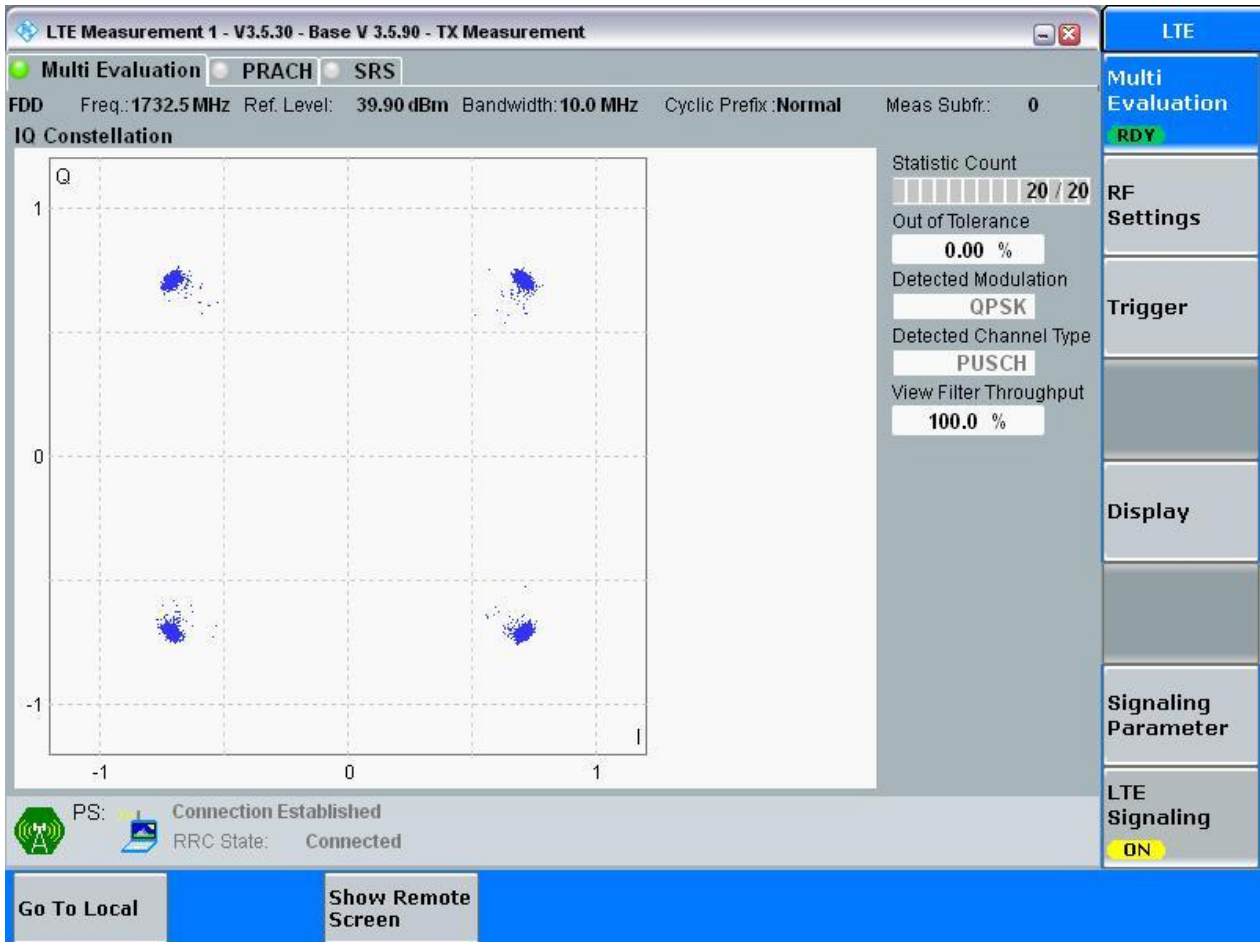 LTE Measurement 1 - V3.5.30 - Base V 3.5.90 - TX Measurement
LTE
Multi Evaluation PRACH SRS
FDD Freq.: 1732.5 MHz Ref. Level: 39.90 dBm Bandwidth: 10.0 MHz Cyclic Prefix : Normal Meas Subfr.: 0
IQ Constellation
Q
1
0
-1
-1 0 1
I
Statistic Count
20 / 20
Out of Tolerance
0.00 %
Detected Modulation
QPSK
Detected Channel Type
PUSCH
View Filter Throughput
100.0 %
Multi
Evaluation
RDY
RF
Settings
Trigger
Display
Signaling
Parameter
LTE
Signaling
ON
PS: Connection Established
RRC State: Connected
Go To Local
Show Remote
Screen